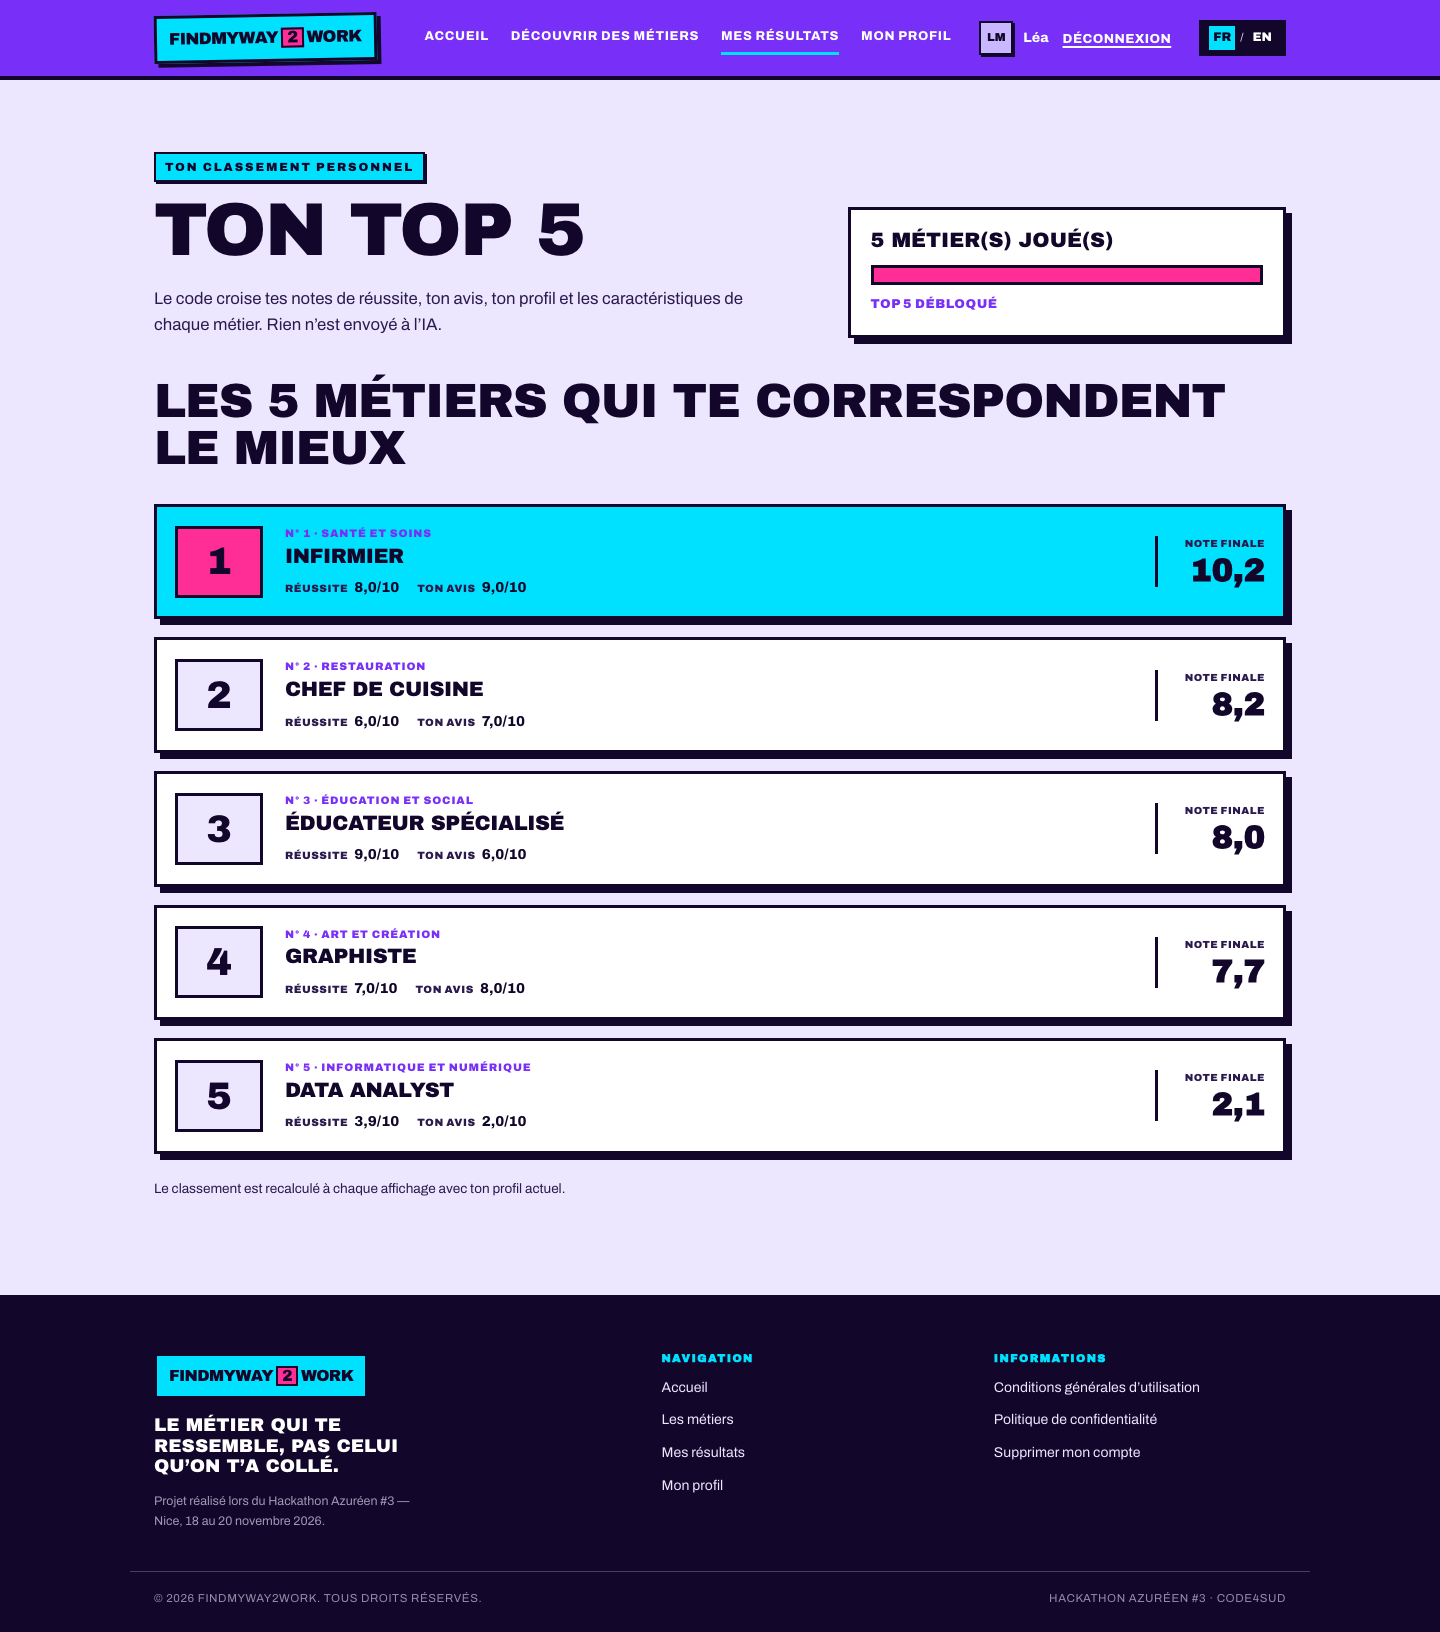 FINDMYWAY 2 WORK
ACCUEIL
DÉCOUVRIR DES MÉTIERS
MES RÉSULTATS
MON PROFIL
LM
Léa
DÉCONNEXION
FR / EN
TON CLASSEMENT PERSONNEL
TON TOP 5
Le code croise tes notes de réussite, ton avis, ton profil et les caractéristiques de
chaque métier. Rien n’est envoyé à l’IA.
5 MÉTIER(S) JOUÉ(S)
TOP 5 DÉBLOQUÉ
LES 5 MÉTIERS QUI TE CORRESPONDENT
LE MIEUX
1
N° 1 · SANTÉ ET SOINS
INFIRMIER
RÉUSSITE 8,0/10 TON AVIS 9,0/10
NOTE FINALE
10,2
2
N° 2 · RESTAURATION
CHEF DE CUISINE
RÉUSSITE 6,0/10 TON AVIS 7,0/10
NOTE FINALE
8,2
3
N° 3 · ÉDUCATION ET SOCIAL
ÉDUCATEUR SPÉCIALISÉ
RÉUSSITE 9,0/10 TON AVIS 6,0/10
NOTE FINALE
8,0
4
N° 4 · ART ET CRÉATION
GRAPHISTE
RÉUSSITE 7,0/10 TON AVIS 8,0/10
NOTE FINALE
7,7
5
N° 5 · INFORMATIQUE ET NUMÉRIQUE
DATA ANALYST
RÉUSSITE 3,9/10 TON AVIS 2,0/10
NOTE FINALE
2,1
Le classement est recalculé à chaque affichage avec ton profil actuel.
FINDMYWAY 2 WORK
LE MÉTIER QUI TE
RESSEMBLE, PAS CELUI
QU’ON T’A COLLÉ.
Projet réalisé lors du Hackathon Azuréen #3 —
Nice, 18 au 20 novembre 2026.
NAVIGATION
Accueil
Les métiers
Mes résultats
Mon profil
INFORMATIONS
Conditions générales d’utilisation
Politique de confidentialité
Supprimer mon compte
© 2026 FINDMYWAY2WORK. TOUS DROITS RÉSERVÉS.
HACKATHON AZURÉEN #3 · CODE4SUD